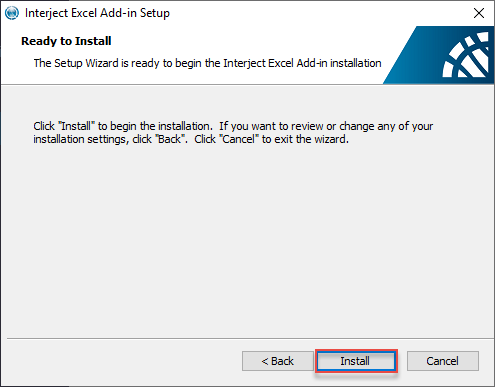 Interject Excel Add-in Setup
Ready to Install
The Setup Wizard is ready to begin the Interject Excel Add-in installation
Click "Install" to begin the installation.  If you want to review or change any of your
installation settings, click "Back".  Click "Cancel" to exit the wizard.
< Back
Install
Cancel